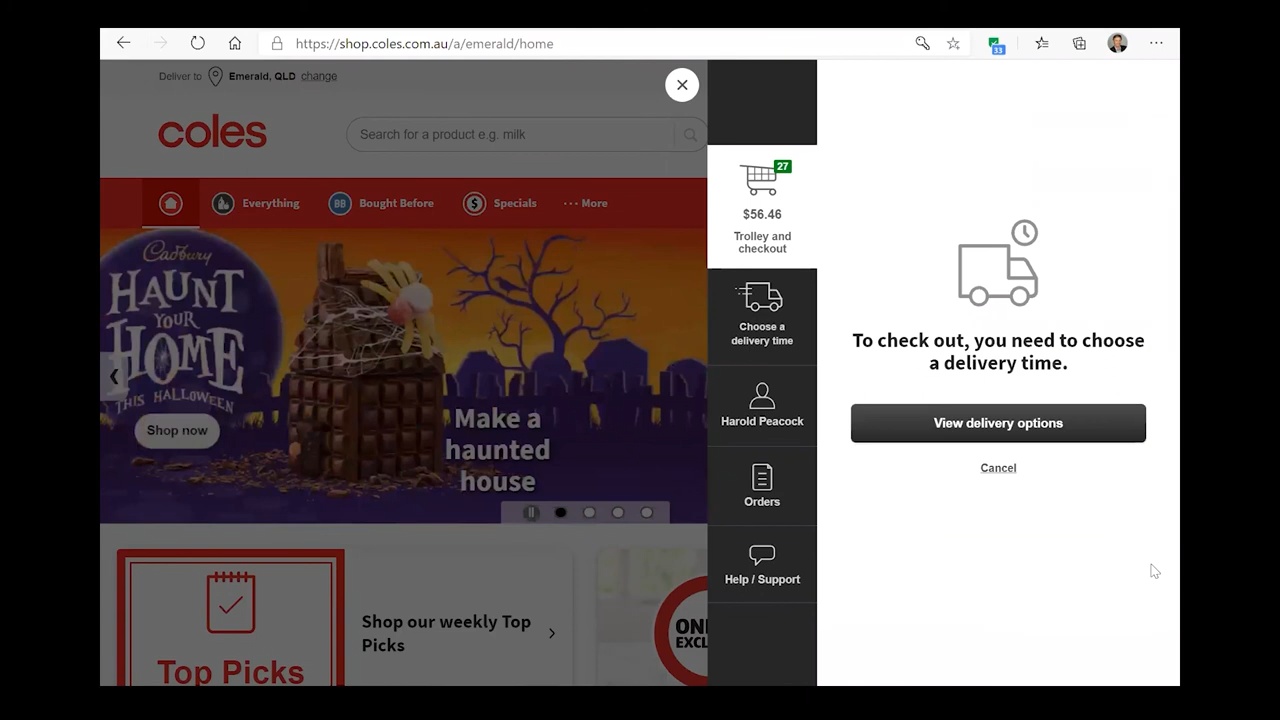 https://shop.coles.com.au/a/emerald/home
33
Deliver to Emerald, QLD change
coles
Search for a product e.g. milk
Everything
BB
Bought Before
$
Specials
··· More
Cadbury
HAUNT
YOUR
HOME
THIS HALLOWEEN
Shop now
Make a
haunted
house
Top Picks
Shop our weekly Top
Picks
27
$56.46
Trolley and
checkout
Choose a
delivery time
Harold Peacock
Orders
Help / Support
To check out, you need to choose
a delivery time.
View delivery options
Cancel